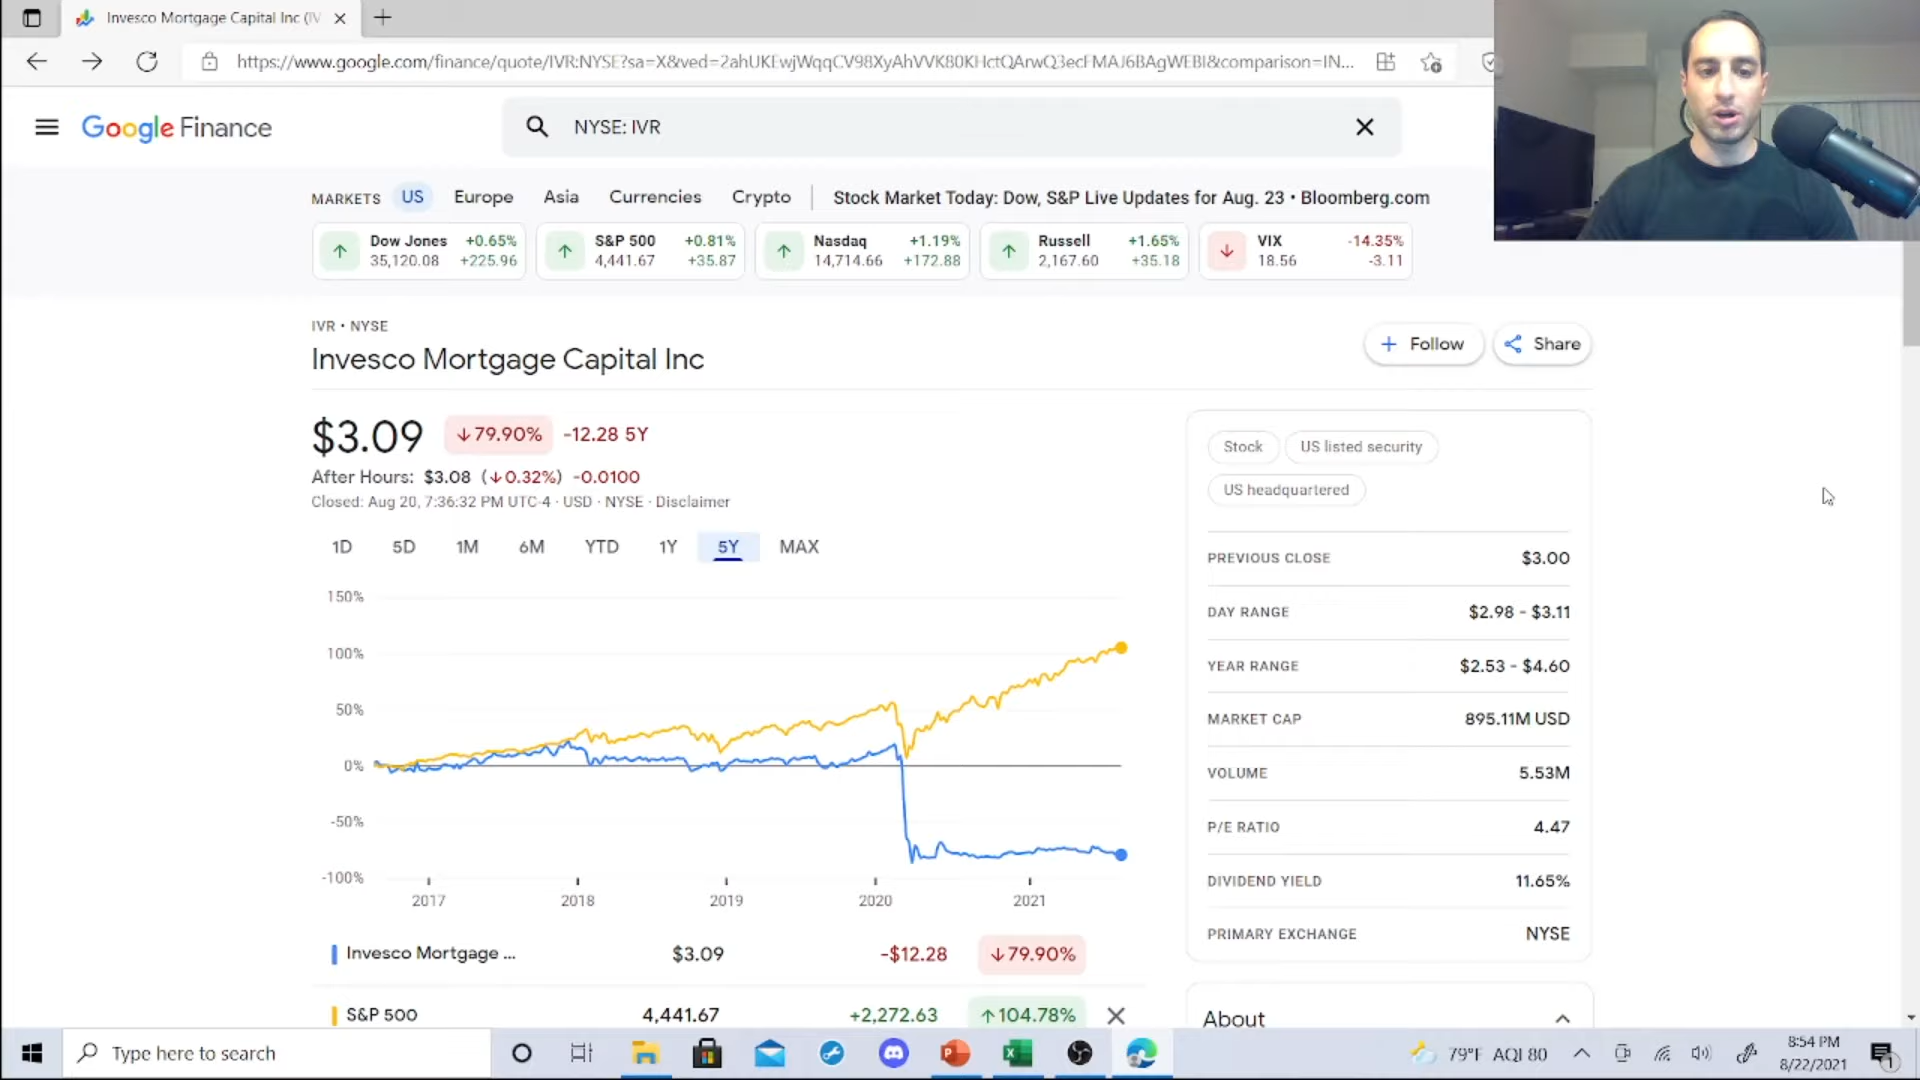 Invesco Mortgage Capital Inc (IV
https://www.google.com/finance/quote/IVR:NYSE?sa=X&ved=2ahUKEwjWqqCV98XyAhVVK80KHctQArwQ3ecFMAJ6BAgWEBI&comparison=IN...
Google Finance
NYSE: IVR
MARKETS US Europe Asia Currencies Crypto Stock Market Today: Dow, S&P Live Updates for Aug. 23 • Bloomberg.com
Dow Jones +0.65%
35,120.08 +225.96
S&P 500 +0.81%
4,441.67 +35.87
Nasdaq +1.19%
14,714.66 +172.88
Russell +1.65%
2,167.60 +35.18
VIX -14.35%
18.56 -3.11
IVR • NYSE
Invesco Mortgage Capital Inc
+ Follow
Share
$3.09 ↓79.90% -12.28 5Y
After Hours: $3.08 (↓0.32%) -0.0100
Closed: Aug 20, 7:36:32 PM UTC-4 · USD · NYSE · Disclaimer
1D 5D 1M 6M YTD 1Y 5Y MAX
150%
100%
50%
0%
-50%
-100%
2017 2018 2019 2020 2021
Invesco Mortgage ... $3.09 -$12.28 ↓79.90%
S&P 500 4,441.67 +2,272.63 ↑104.78%
Stock US listed security
US headquartered
PREVIOUS CLOSE $3.00
DAY RANGE $2.98 - $3.11
YEAR RANGE $2.53 - $4.60
MARKET CAP 895.11M USD
VOLUME 5.53M
P/E RATIO 4.47
DIVIDEND YIELD 11.65%
PRIMARY EXCHANGE NYSE
About
Type here to search
79°F AQI 80
8:54 PM
8/22/2021
1